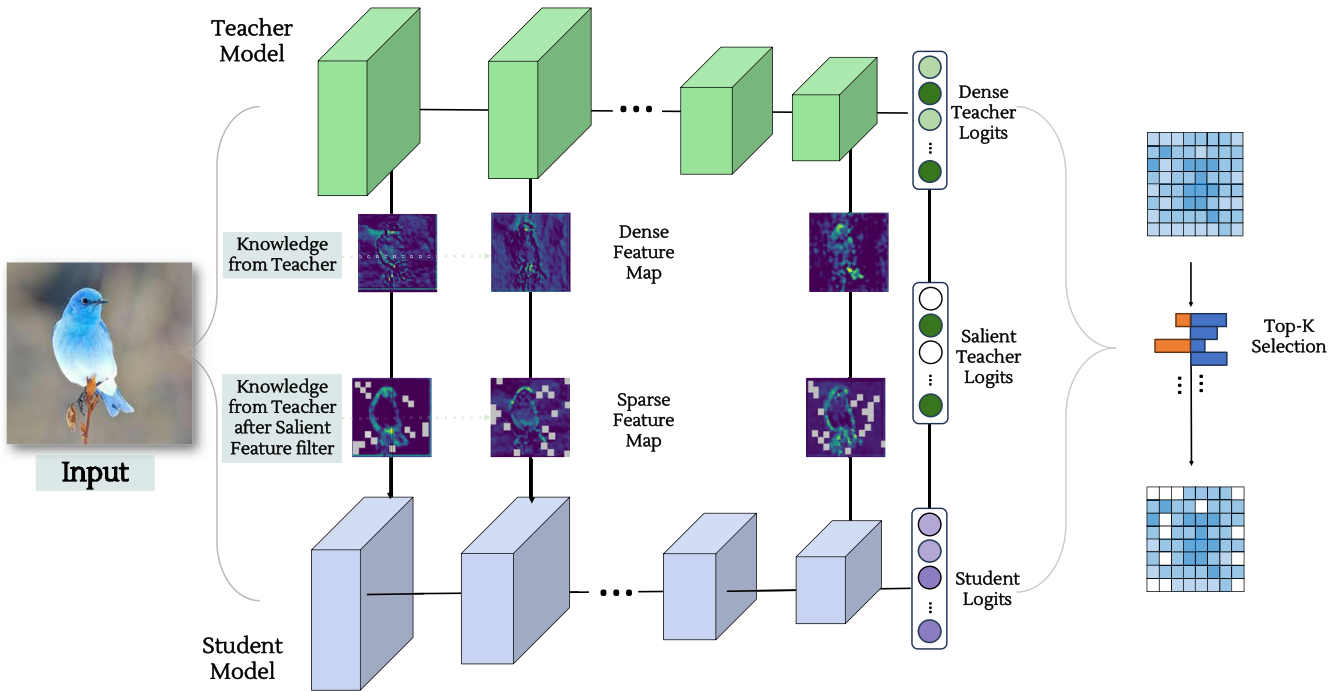 Teacher
Model
Dense
Teacher
Logits
Knowledge
from Teacher
Dense
Feature
Map
Input
Knowledge
from Teacher
after Salient
Feature filter
Sparse
Feature
Map
Salient
Teacher
Logits
Top-K
Selection
Student
Logits
Student
Model